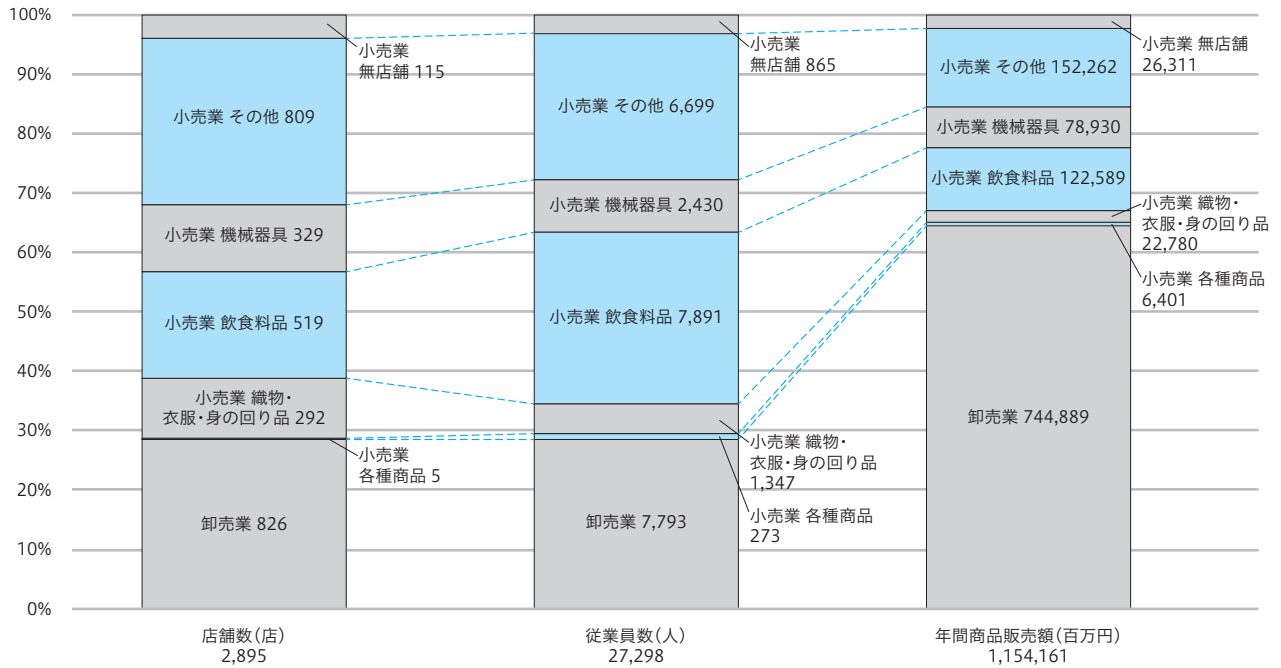 100%
90%
80%
70%
60%
50%
40%
30%
20%
10%
0%
小売業
無店舗 115
小売業 その他 809
小売業 機械器具 329
小売業 飲食料品 519
小売業 織物・
衣服・身の回り品 292
小売業
各種商品 5
卸売業 826
店舗数(店)
2,895
小売業
無店舗 865
小売業 その他 6,699
小売業 機械器具 2,430
小売業 飲食料品 7,891
小売業 織物・
衣服・身の回り品
1,347
小売業 各種商品
273
卸売業 7,793
従業員数(人)
27,298
小売業 無店舗
26,311
小売業 その他 152,262
小売業 機械器具 78,930
小売業 飲食料品 122,589
小売業 織物・
衣服・身の回り品
22,780
小売業 各種商品
6,401
卸売業 744,889
年間商品販売額(百万円)
1,154,161